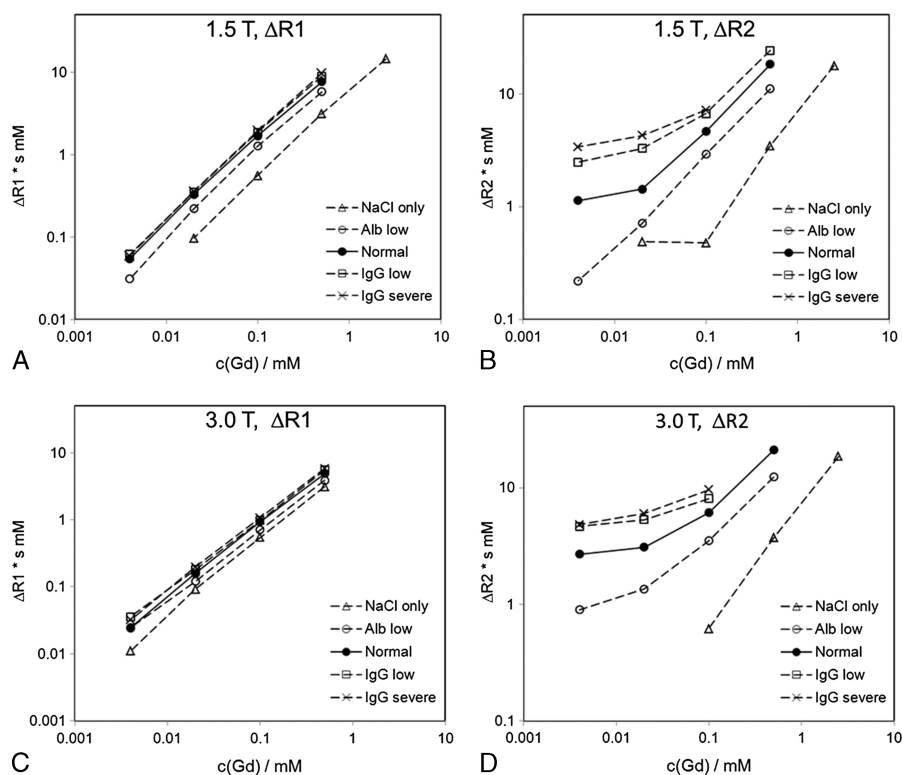 1.5 T, ΔR1
10
1
0.1
0.01
ΔR1 * s mM
0.001
0.01
0.1
1
10
c(Gd) / mM
NaCl only
Alb low
Normal
IgG low
IgG severe
A
1.5 T, ΔR2
10
1
0.1
ΔR2 * s mM
0.001
0.01
0.1
1
10
c(Gd) / mM
NaCl only
Alb low
Normal
IgG low
IgG severe
B
3.0 T, ΔR1
10
1
0.1
0.01
0.001
ΔR1 * s mM
0.001
0.01
0.1
1
10
c(Gd) / mM
NaCl only
Alb low
Normal
IgG low
IgG severe
C
3.0 T, ΔR2
10
1
0.1
ΔR2 * s mM
0.001
0.01
0.1
1
10
c(Gd) / mM
NaCl only
Alb low
Normal
IgG low
IgG severe
D